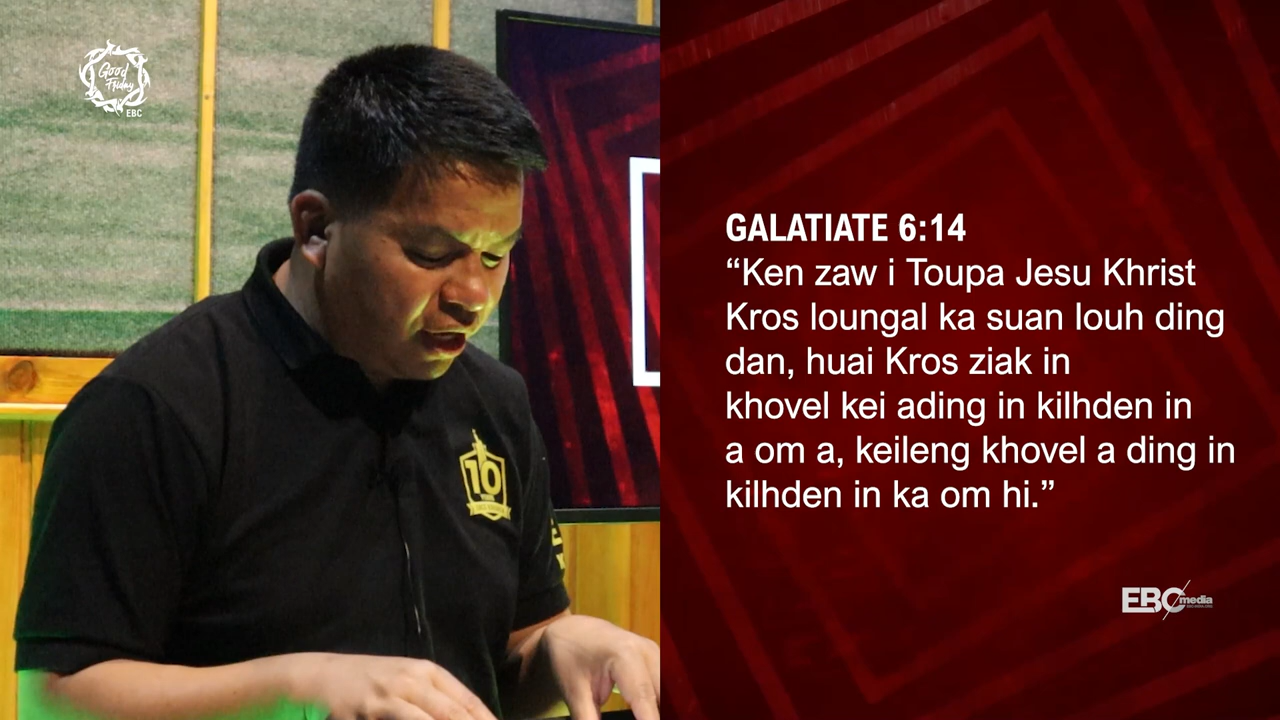 Good
Friday
EBC
10
YEARS
GALATIATE 6:14
“Ken zaw i Toupa Jesu Khrist
Kros loungal ka suan louh ding
dan, huai Kros ziak in
khovel kei ading in kilhden in
a om a, keileng khovel a ding in
kilhden in ka om hi.”
EBC media